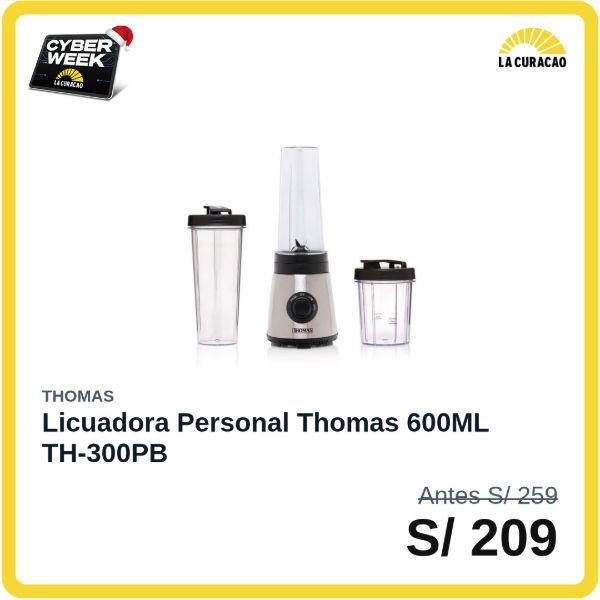 CYBER
WEEK
LA CURACAO
LA CURACAO
THOMAS
THOMAS
Licuadora Personal Thomas 600ML
TH-300PB
Antes S/ 259
S/ 209